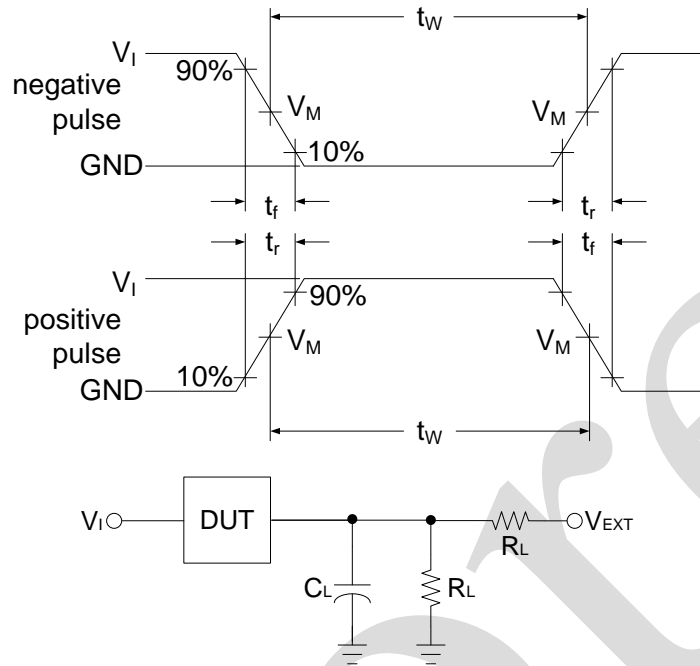 tW
VI
90%
negative
pulse
VM
VM
10%
GND
tf
tr
tr
tf
VI
90%
positive
pulse
VM
VM
10%
GND
tW
VI
DUT
VEXT
RL
CL
RL